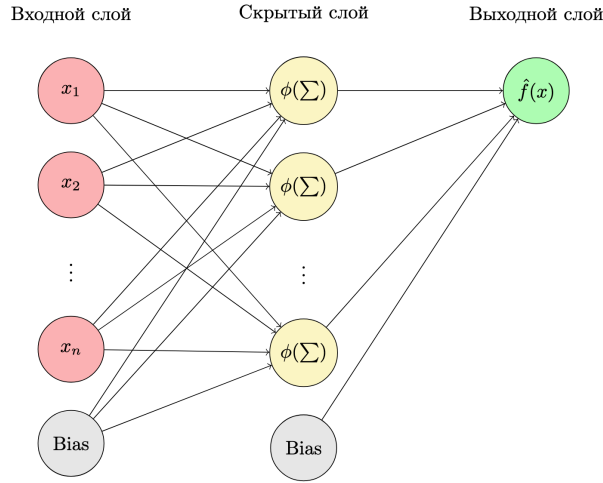 Входной слой
Скрытый слой
Выходной слой
x₁
ϕ(∑)
f̂(x)
x₂
ϕ(∑)
⋮
⋮
xₙ
ϕ(∑)
Bias
Bias